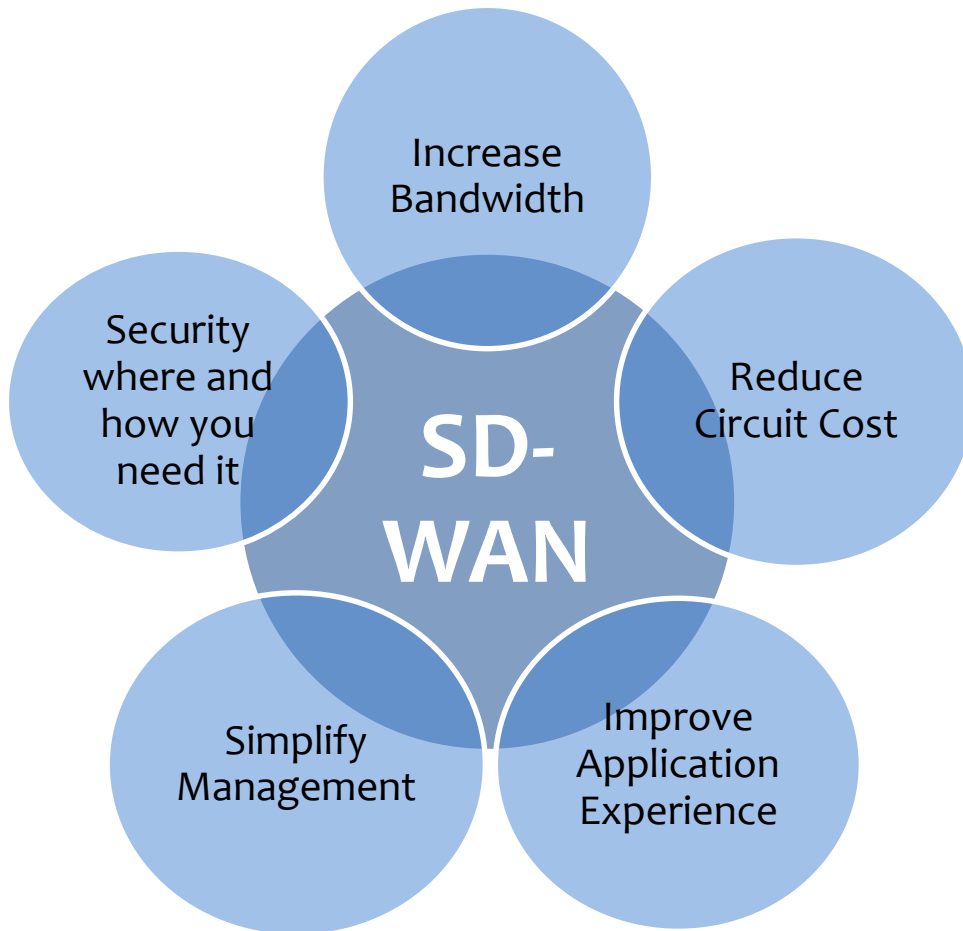 Increase
Bandwidth
Security
where and
how you
need it
Reduce
Circuit Cost
SD-
WAN
Simplify
Management
Improve
Application
Experience